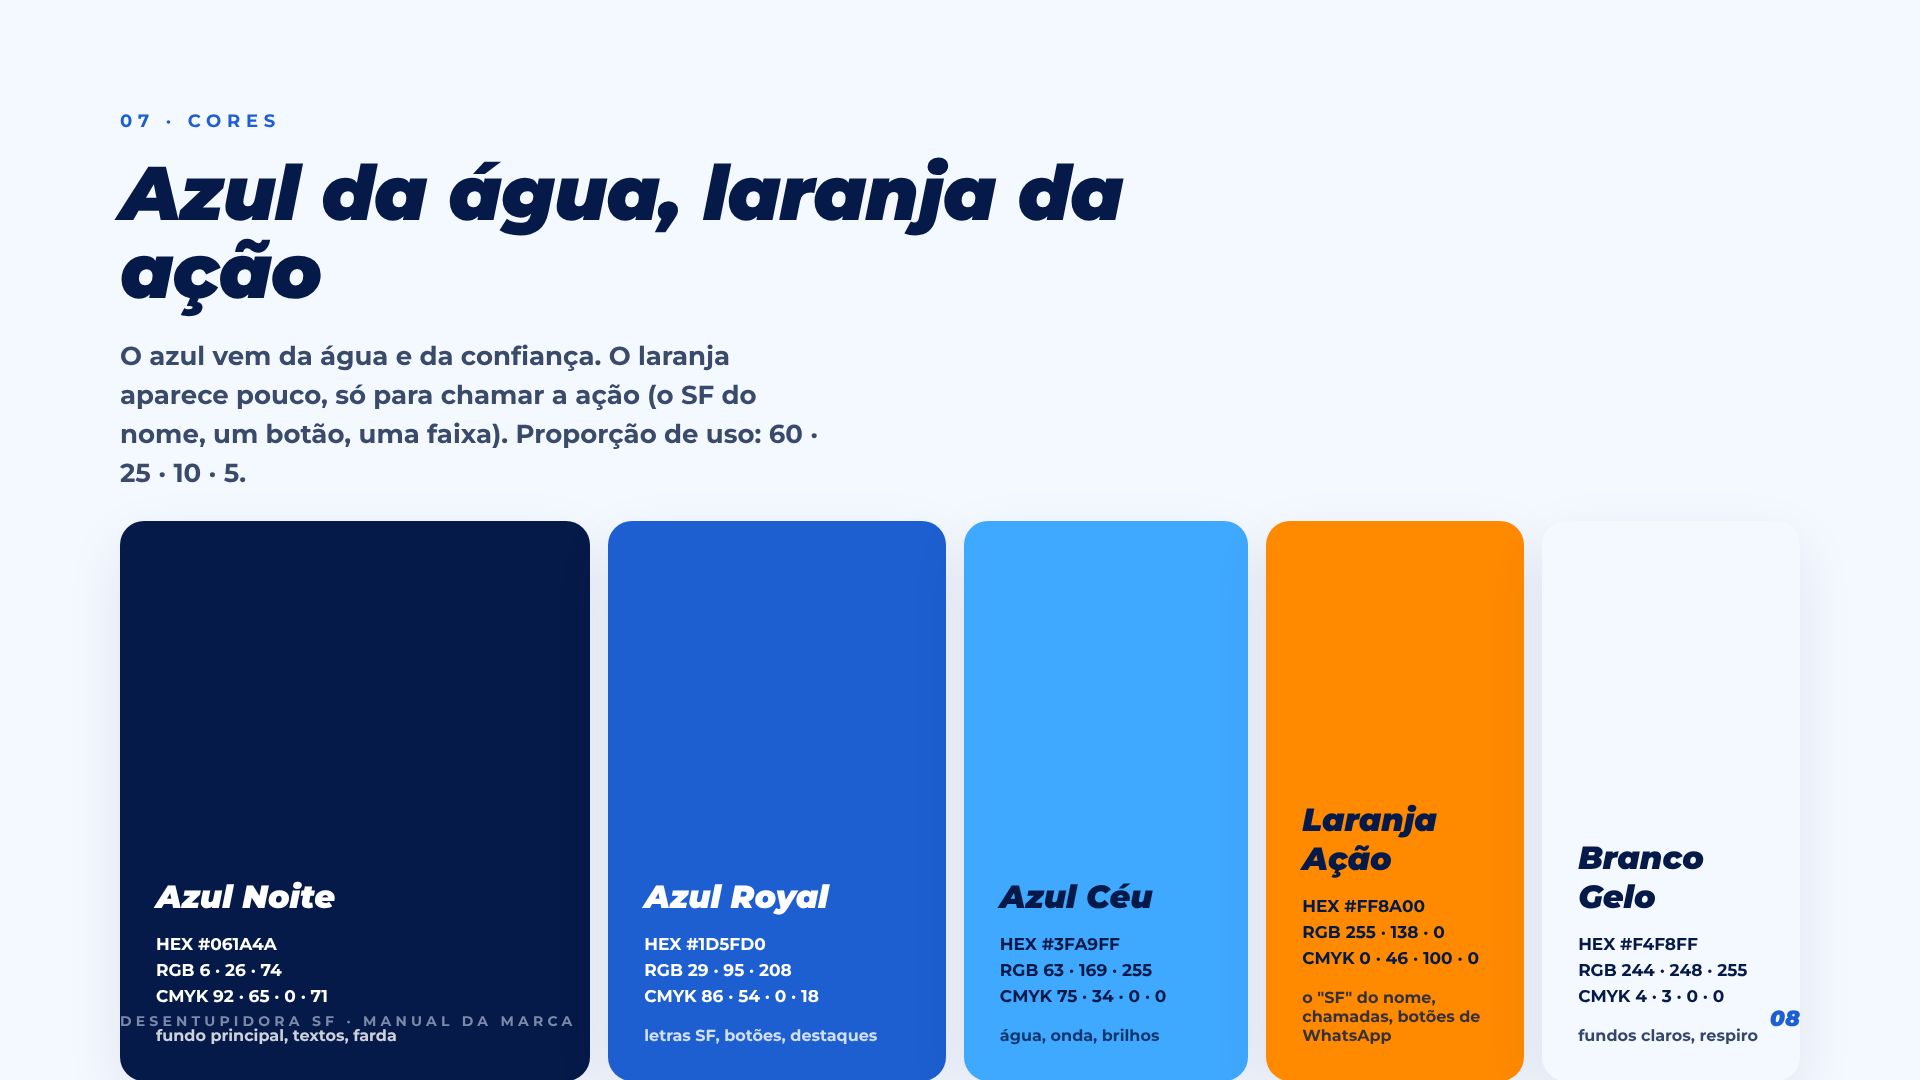 07 · CORES
Azul da água, laranja da
ação
O azul vem da água e da confiança. O laranja
aparece pouco, só para chamar a ação (o SF do
nome, um botão, uma faixa). Proporção de uso: 60 ·
25 · 10 · 5.
Azul Noite
HEX #061A4A
RGB 6 · 26 · 74
CMYK 92 · 65 · 0 · 71
fundo principal, textos, farda
Azul Royal
HEX #1D5FD0
RGB 29 · 95 · 208
CMYK 86 · 54 · 0 · 18
letras SF, botões, destaques
Azul Céu
HEX #3FA9FF
RGB 63 · 169 · 255
CMYK 75 · 34 · 0 · 0
água, onda, brilhos
Laranja
Ação
HEX #FF8A00
RGB 255 · 138 · 0
CMYK 0 · 46 · 100 · 0
o "SF" do nome,
chamadas, botões de
WhatsApp
Branco
Gelo
HEX #F4F8FF
RGB 244 · 248 · 255
CMYK 4 · 3 · 0 · 0
fundos claros, respiro
DESENTUPIDORA SF · MANUAL DA MARCA
08